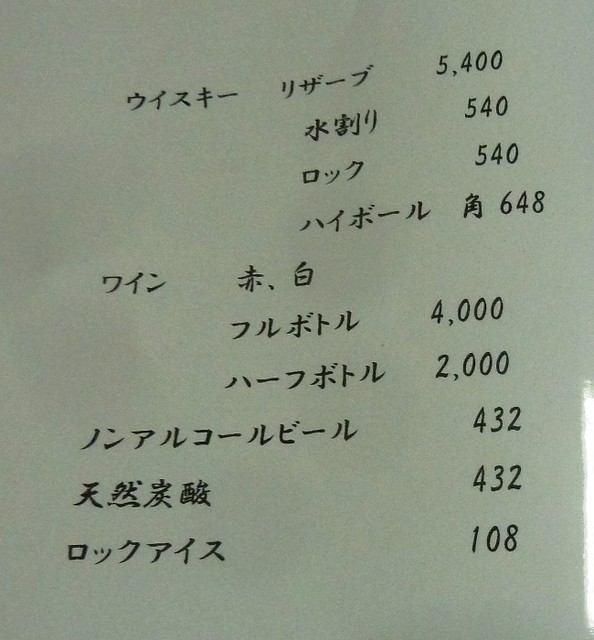 ウイスキー リザーブ 5,400
水割り 540
ロック 540
ハイボール 角 648
ワイン 赤、白
フルボトル 4,000
ハーフボトル 2,000
ノンアルコールビール 432
天然炭酸 432
ロックアイス 108